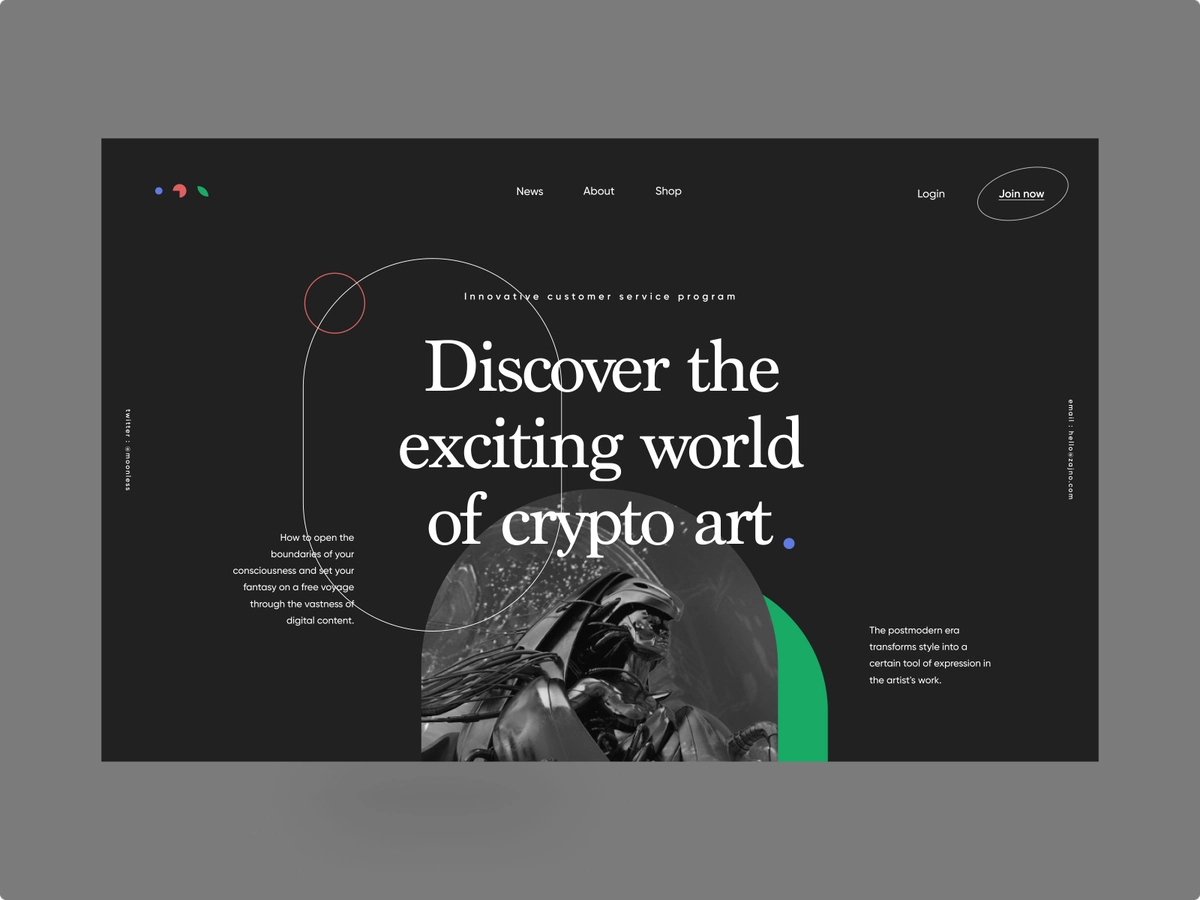 News
About
Shop
Login
Join now
Innovative customer service program
Discover the
exciting world
of crypto art
twitter : @moonless
email : hello@zajno.com
How to open the
boundaries of your
consciousness and set your
fantasy on a free voyage
through the vastness of
digital content.
The postmodern era
transforms style into a
certain tool of expression in
the artist's work.